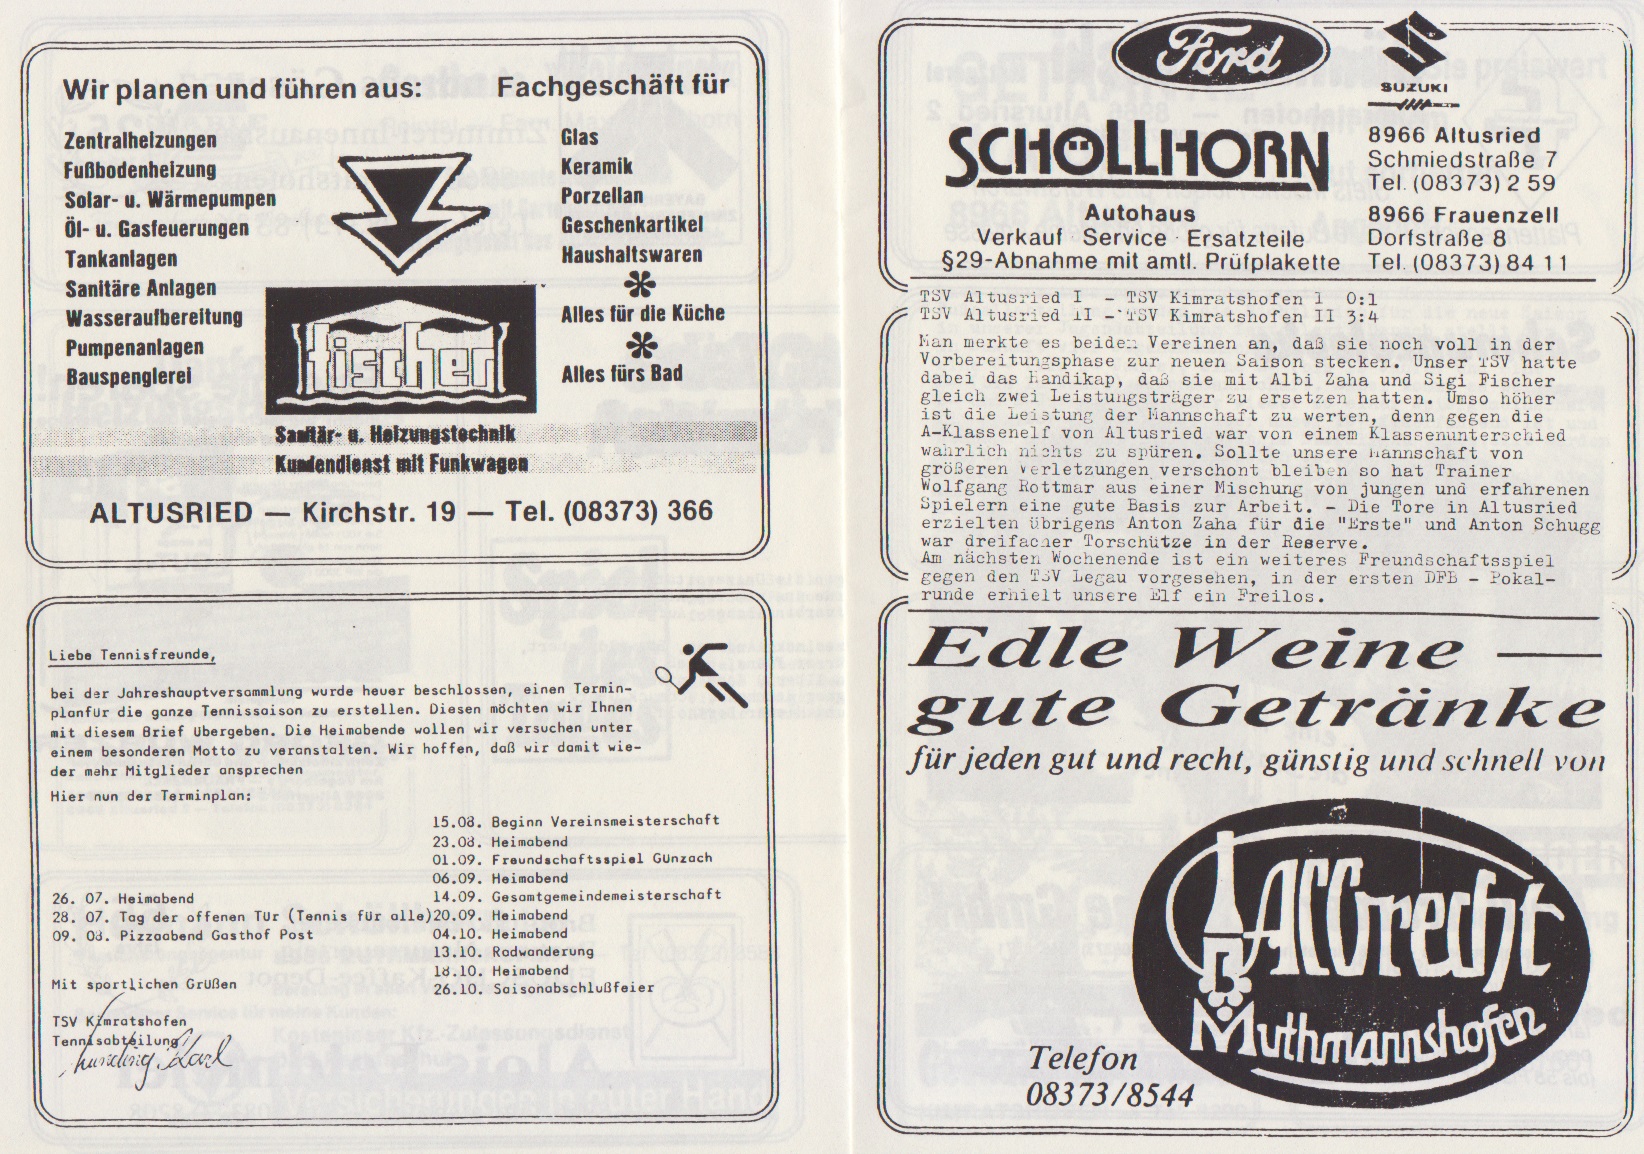 Wir planen und führen aus:
Zentralheizungen
Fußbodenheizung
Solar- u. Wärmepumpen
Öl- u. Gasfeuerungen
Tankanlagen
Sanitäre Anlagen
Wasseraufbereitung
Pumpenanlagen
Bauspenglerei
Fachgeschäft für
Glas
Keramik
Porzellan
Geschenkartikel
Haushaltswaren
Alles für die Küche
Alles fürs Bad
fischer
Sanitär- u. Heizungstechnik
Kundendienst mit Funkwagen
ALTUSRIED — Kirchstr. 19 — Tel. (08373) 366
Liebe Tennisfreunde,
bei der Jahreshauptversammlung wurde heuer beschlossen, einen Termin-
planfur die ganze Tennissaison zu erstellen. Diesen möchten wir Ihnen
mit diesem Brief Ubergeben. Die Heimabende wollen wir versuchen unter
einem besonderen Motto zu veranstalten. Wir hoffen, daß wir damit wie-
der mehr Mitglieder ansprechen
Hier nun der Terminplan:
26. 07. Heimabend
28. 07. Tag der offenen TUr (Tennis fUr alle)
09. 08. Pizzaabend Gasthof Post
15.08. Beginn Vereinsmeisterschaft
23.08. Heimabend
01.09. Freundschaftsspiel GUnzach
06.09. Heimabend
14.09. Gesamtgemeindemeisterschaft
20.09. Heimabend
04.10. Heimabend
13.10. Radwanderung
18.10. Heimabend
26.10. SaisonabschlUßfeier
Mit sportlichen GrUßen
TSV Kimratshofen
Tennisabteilung
Ford
SUZUKI
SCHÖLLHORN
Autohaus
Verkauf · Service · Ersatzteile
§29-Abnahme mit amtl. Prüfplakette
8966 Altusried
Schmiedstraße 7
Tel. (08373) 2 59
8966 Frauenzell
Dorfstraße 8
Tel. (08373) 84 11
TSV Altusried I - TSV Kimratshofen I 0:1
TSV Altusried II - TSV Kimratshofen II 3:4
Man merkte es beiden Vereinen an, daß sie noch voll in der
Vorbereitungsphase zur neuen Saison stecken. Unser TSV hatte
dabei das Handikap, daß sie mit Albi Zaha und Sigi Fischer
gleich zwei Leistungsträger zu ersetzen hatten. Umso höher
ist die Leistung der Mannschaft zu werten, denn gegen die
A-Klassenelf von Altusried war von einem Klassenunterschied
wahrlich nichts zu spüren. Sollte unsere Mannschaft von
größeren Verletzungen verschont bleiben so hat Trainer
Wolfgang Rottmar aus einer Mischung von jungen und erfahrenen
Spielern eine gute Basis zur Arbeit. - Die Tore in Altusried
erzielten übrigens Anton Zaha für die "Erste" und Anton Schugg
war dreifacher Torschütze in der Reserve.
Am nächsten Wochenende ist ein weiteres Freundschaftsspiel
gegen den TSV Legau vorgesehen, in der ersten DFB - Pokal-
runde erhielt unsere Elf ein Freilos.
Edle Weine —
gute Getränke
für jeden gut und recht, günstig und schnell von
Albrecht
Muthmannshofen
Telefon
08373/8544